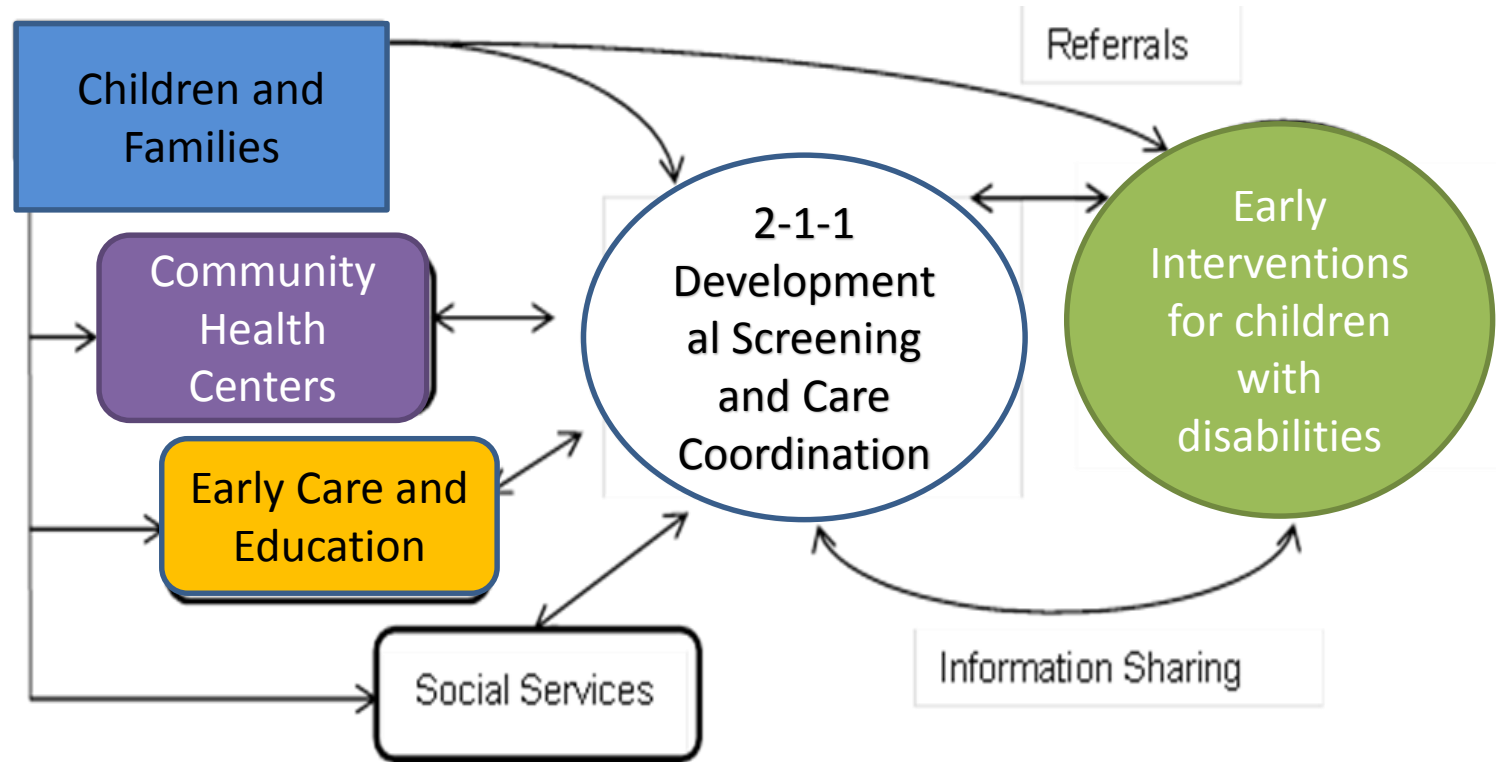 Referrals
Children and
Families
Community
Health
Centers
Early Care and
Education
Social Services
2-1-1
Development
al Screening
and Care
Coordination
Early
Interventions
for children
with
disabilities
Information Sharing